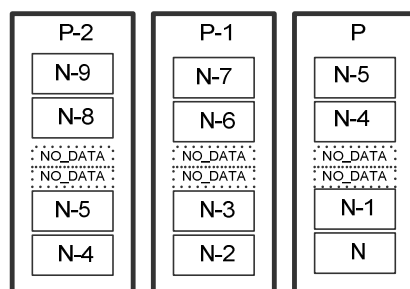 P-2
N-9
N-8
NO_DATA
NO_DATA
N-5
N-4
P-1
N-7
N-6
NO_DATA
NO_DATA
N-3
N-2
P
N-5
N-4
NO_DATA
NO_DATA
N-1
N